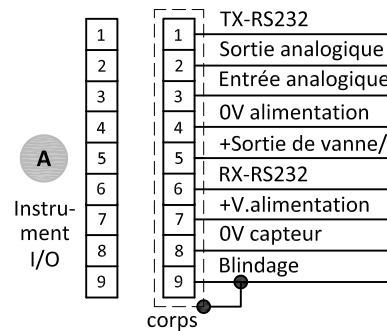 A
Instru-
ment
I/O
1
2
3
4
5
6
7
8
9
1
2
3
4
5
6
7
8
9
TX-RS232
Sortie analogique
Entrée analogique
0V alimentation
+Sortie de vanne/
RX-RS232
+V.alimentation
0V capteur
Blindage
corps